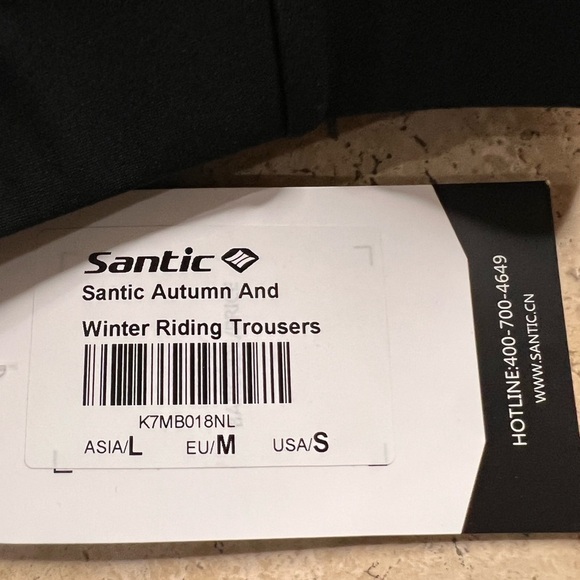 Santic
Santic Autumn And
Winter Riding Trousers
K7MB018NL
ASIA/L EU/M USA/S
HOTLINE:400-700-4649
WWW.SANTIC.CN